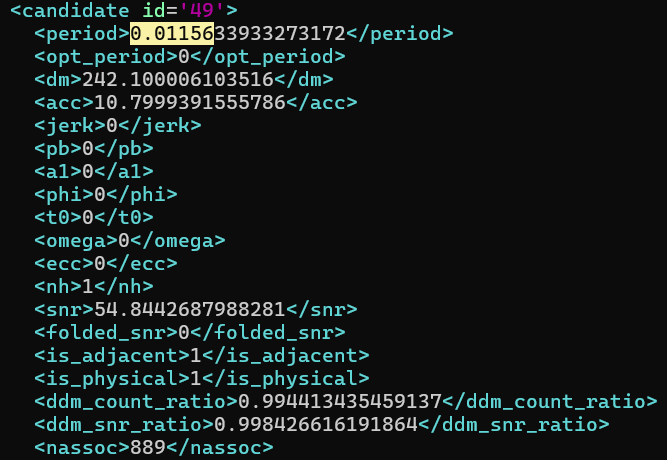 <candidate id='49'>
<period>0.0115633933273172</period>
<opt_period>0</opt_period>
<dm>242.100006103516</dm>
<acc>10.7999391555786</acc>
<jerk>0</jerk>
<pb>0</pb>
<a1>0</a1>
<phi>0</phi>
<t0>0</t0>
<omega>0</omega>
<ecc>0</ecc>
<nh>1</nh>
<snr>54.8442687988281</snr>
<folded_snr>0</folded_snr>
<is_adjacent>1</is_adjacent>
<is_physical>1</is_physical>
<ddm_count_ratio>0.994413435459137</ddm_count_ratio>
<ddm_snr_ratio>0.998426616191864</ddm_snr_ratio>
<nassoc>889</nassoc>